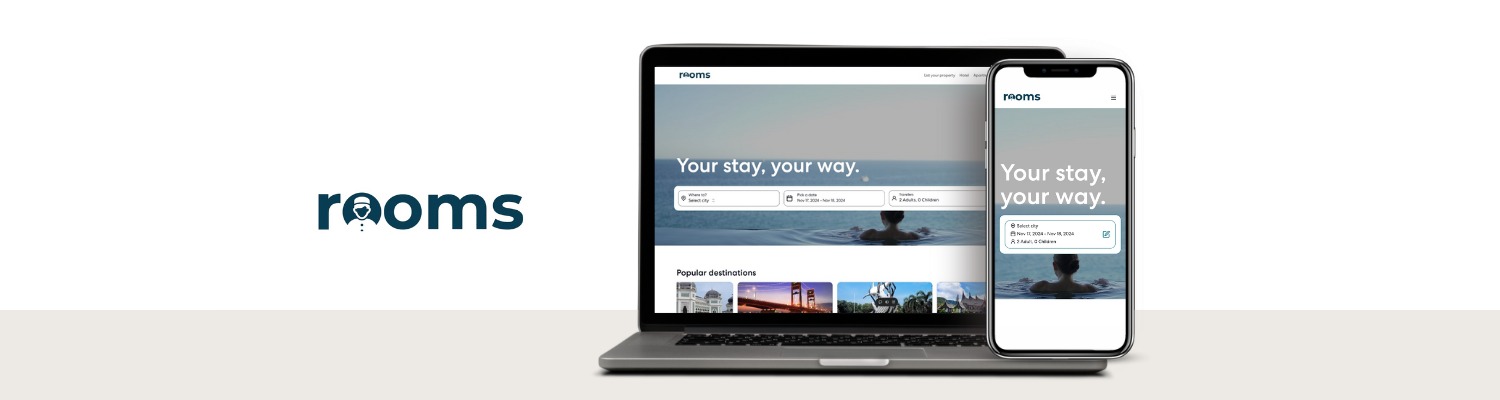 rooms
rooms
List your property Hotel
Your stay, your way.
Where to?
Select city
Pick a date
Nov 17, 2024 - Nov 18, 2024
Travellers
2 Adults, 0 Children
Popular destinations
rooms
Your stay,
your way.
Select city
Nov 17, 2024 - Nov 18, 2024
2 Adult, 0 Children